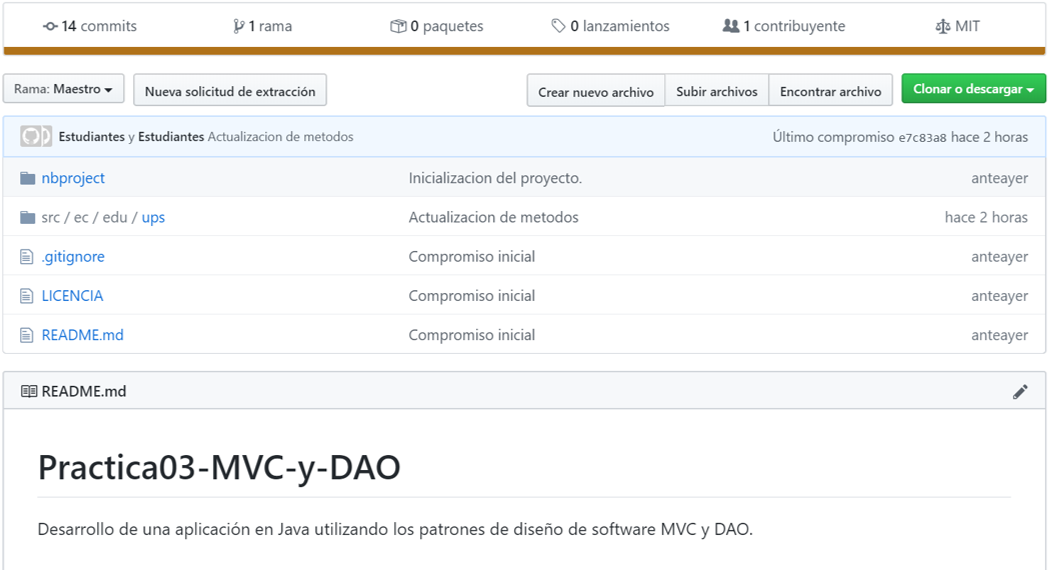 14 commits 1 rama 0 paquetes 0 lanzamientos 1 contribuyente MIT
Rama: Maestro Nueva solicitud de extracción Crear nuevo archivo Subir archivos Encontrar archivo Clonar o descargar
Estudiantes y Estudiantes Actualizacion de metodos Último compromiso e7c83a8 hace 2 horas
nbproject Inicializacion del proyecto. anteayer
src / ec / edu / ups Actualizacion de metodos hace 2 horas
.gitignore Compromiso inicial anteayer
LICENCIA Compromiso inicial anteayer
README.md Compromiso inicial anteayer
README.md
Practica03-MVC-y-DAO
Desarrollo de una aplicación en Java utilizando los patrones de diseño de software MVC y DAO.